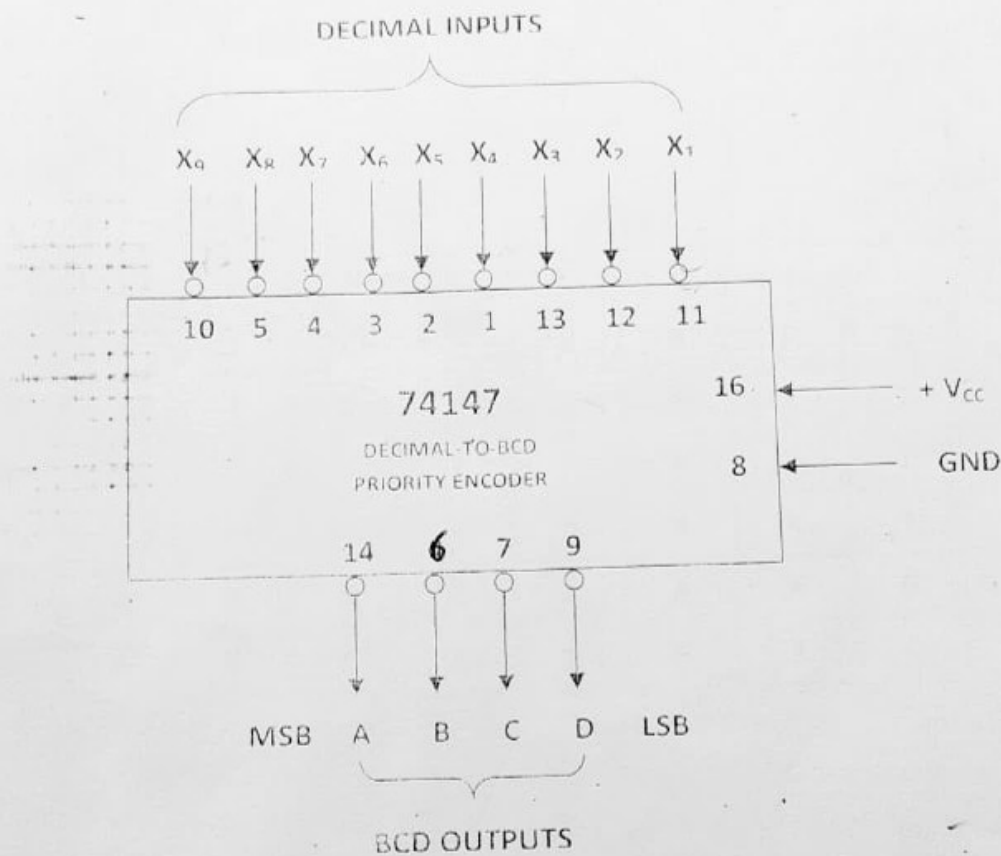 DECIMAL INPUTS
X₉ X₈ X₇ X₆ X₅ X₄ X₃ X₂ X₁
10 5 4 3 2 1 13 12 11
74147
16 + V_CC
DECIMAL-TO-BCD
8 GND
PRIORITY ENCODER
14 6 7 9
MSB A B C D LSB
BCD OUTPUTS